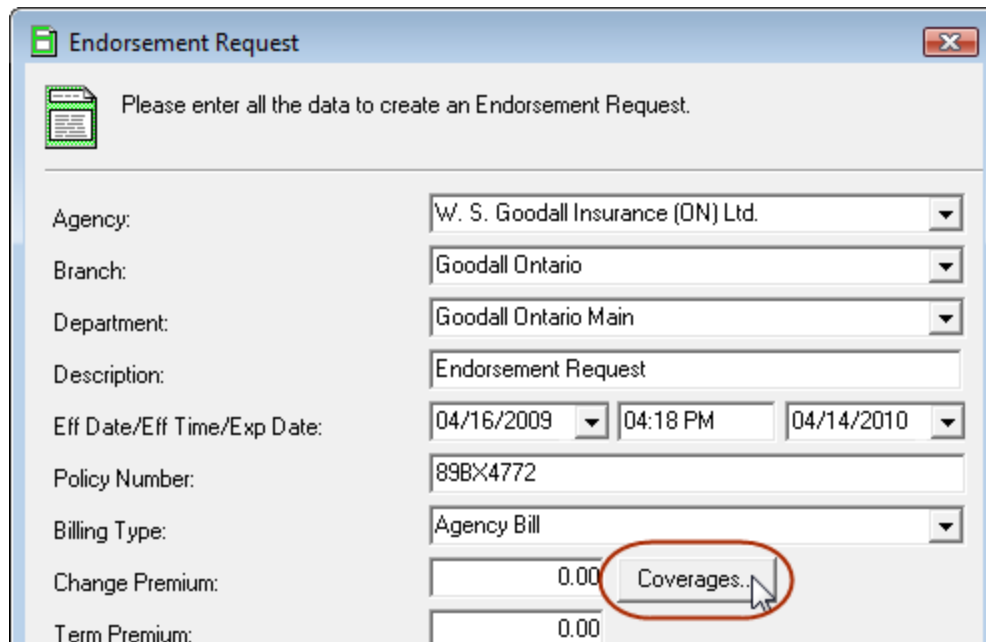 Endorsement Request
Please enter all the data to create an Endorsement Request.
Agency: W. S. Goodall Insurance (ON) Ltd.
Branch: Goodall Ontario
Department: Goodall Ontario Main
Description: Endorsement Request
Eff Date/Eff Time/Exp Date: 04/16/2009 04:18 PM 04/14/2010
Policy Number: 89BX4772
Billing Type: Agency Bill
Change Premium: 0.00 Coverages...
Term Premium: 0.00